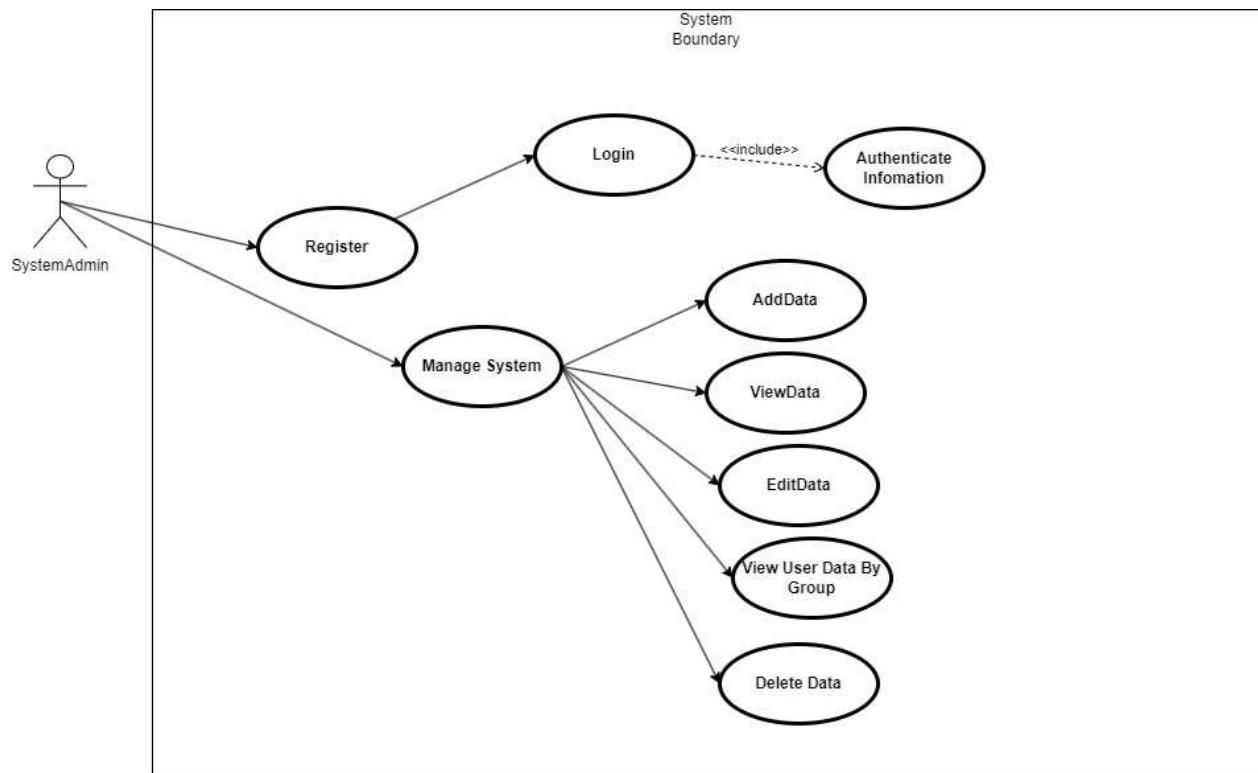 System
Boundary
Login
<<include>>
Authenticate
Infomation
SystemAdmin
Register
AddData
Manage System
ViewData
EditData
View User Data By
Group
Delete Data